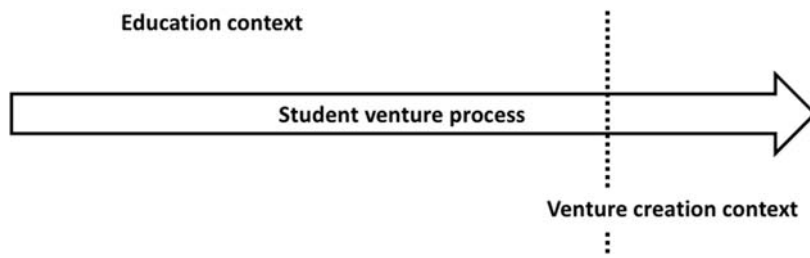 Education context
Student venture process
Venture creation context